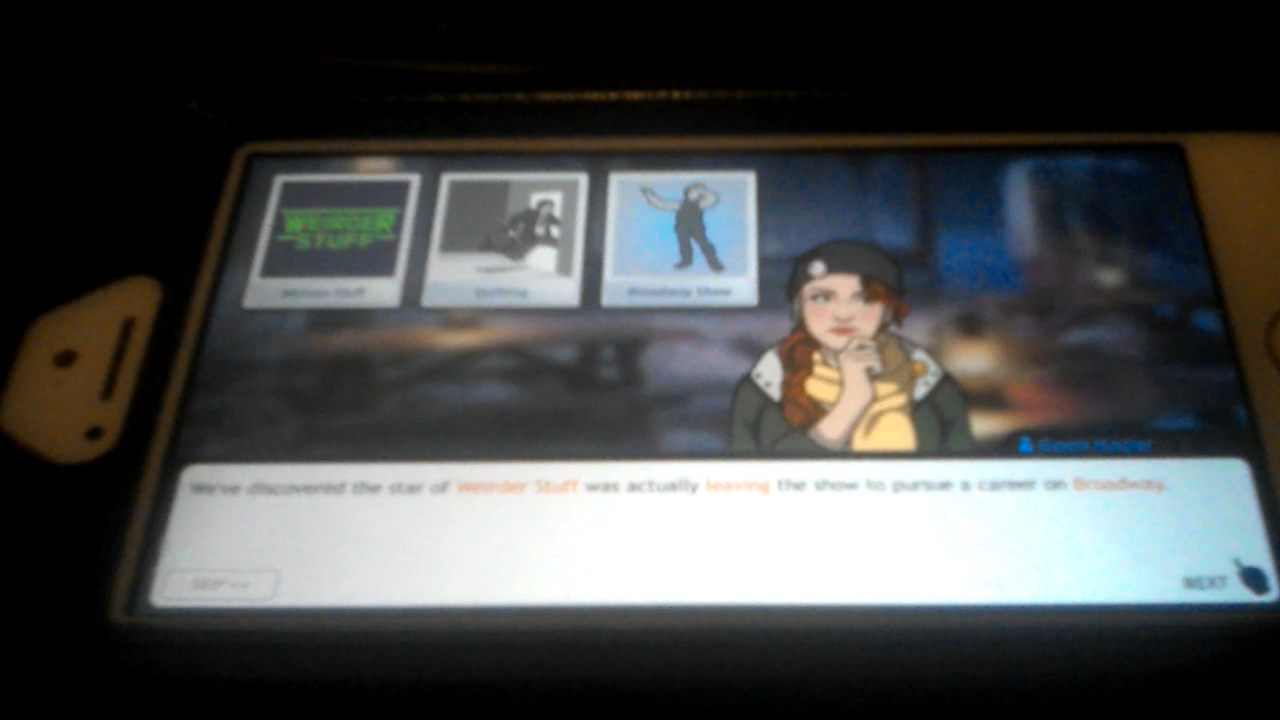 WEIRDER
STUFF
Weirder Stuff
Broadway Show
We've discovered the star of Weirder Stuff was actually leaving the show to pursue a career on Broadway.
SKIP
NEXT